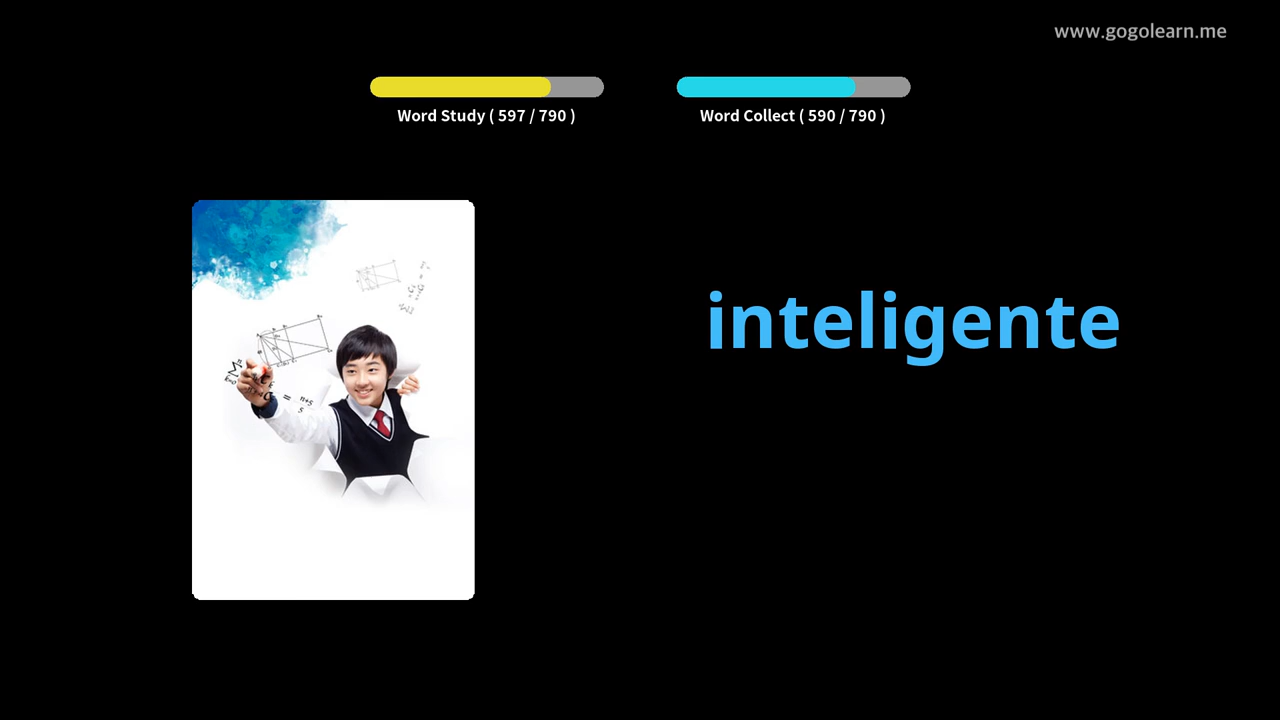 www.gogolearn.me
Word Study ( 597 / 790 )
Word Collect ( 590 / 790 )
inteligente
= n+s
s